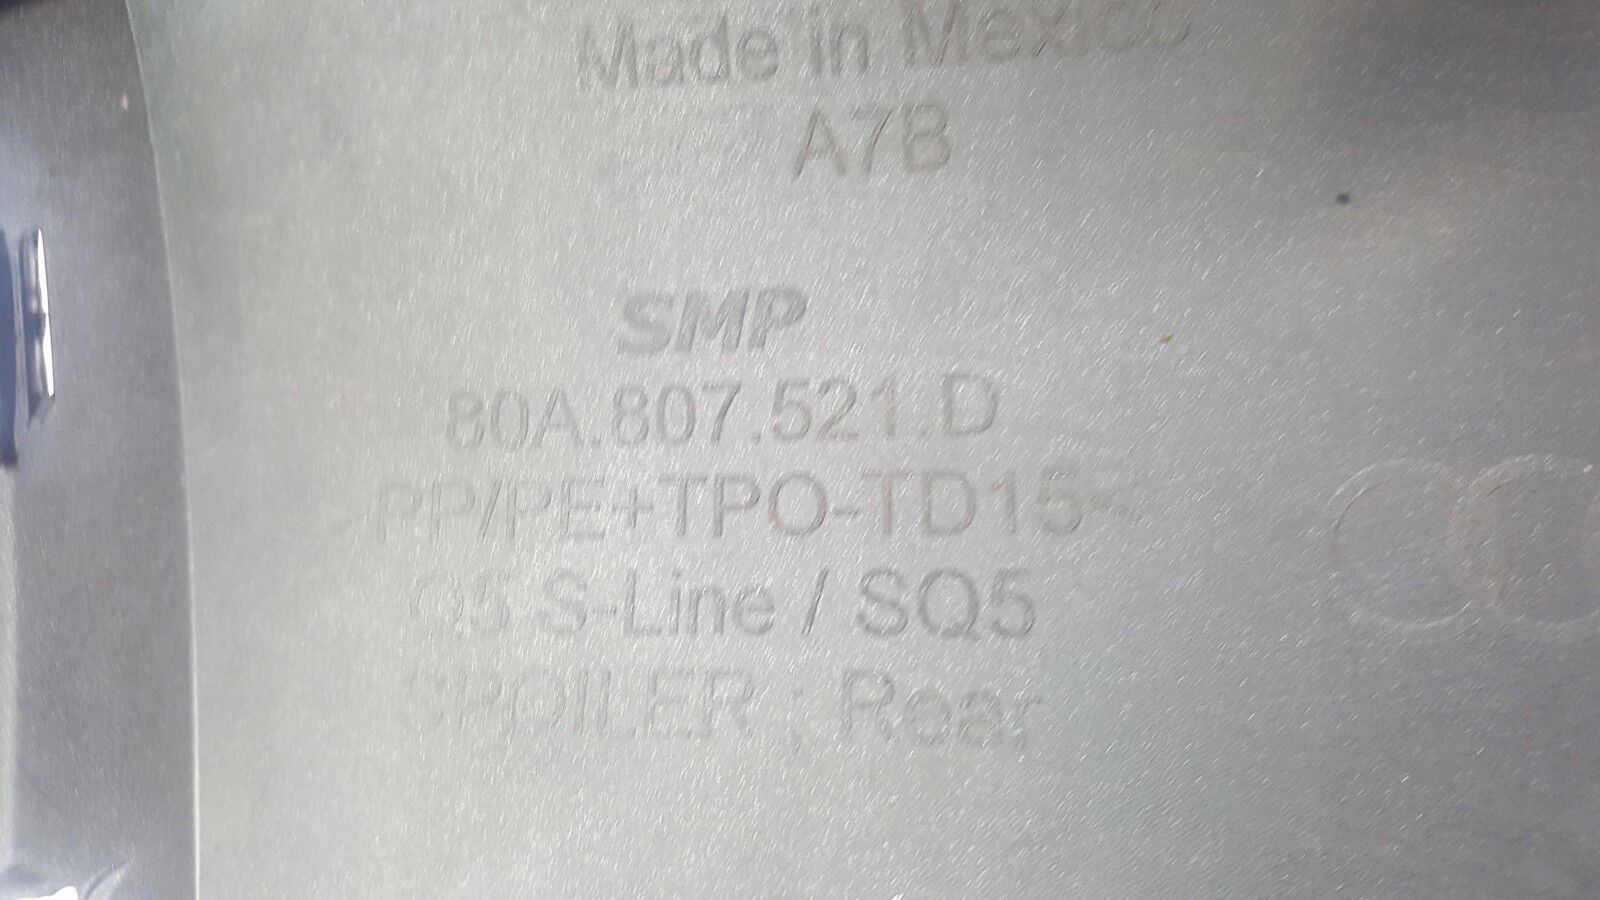 Made in Mexico
A7B
SMP
80A.807.521.D
>PP/PE+TPO-TD15<
Q5 S-Line / SQ5
SPOILER ; Rear